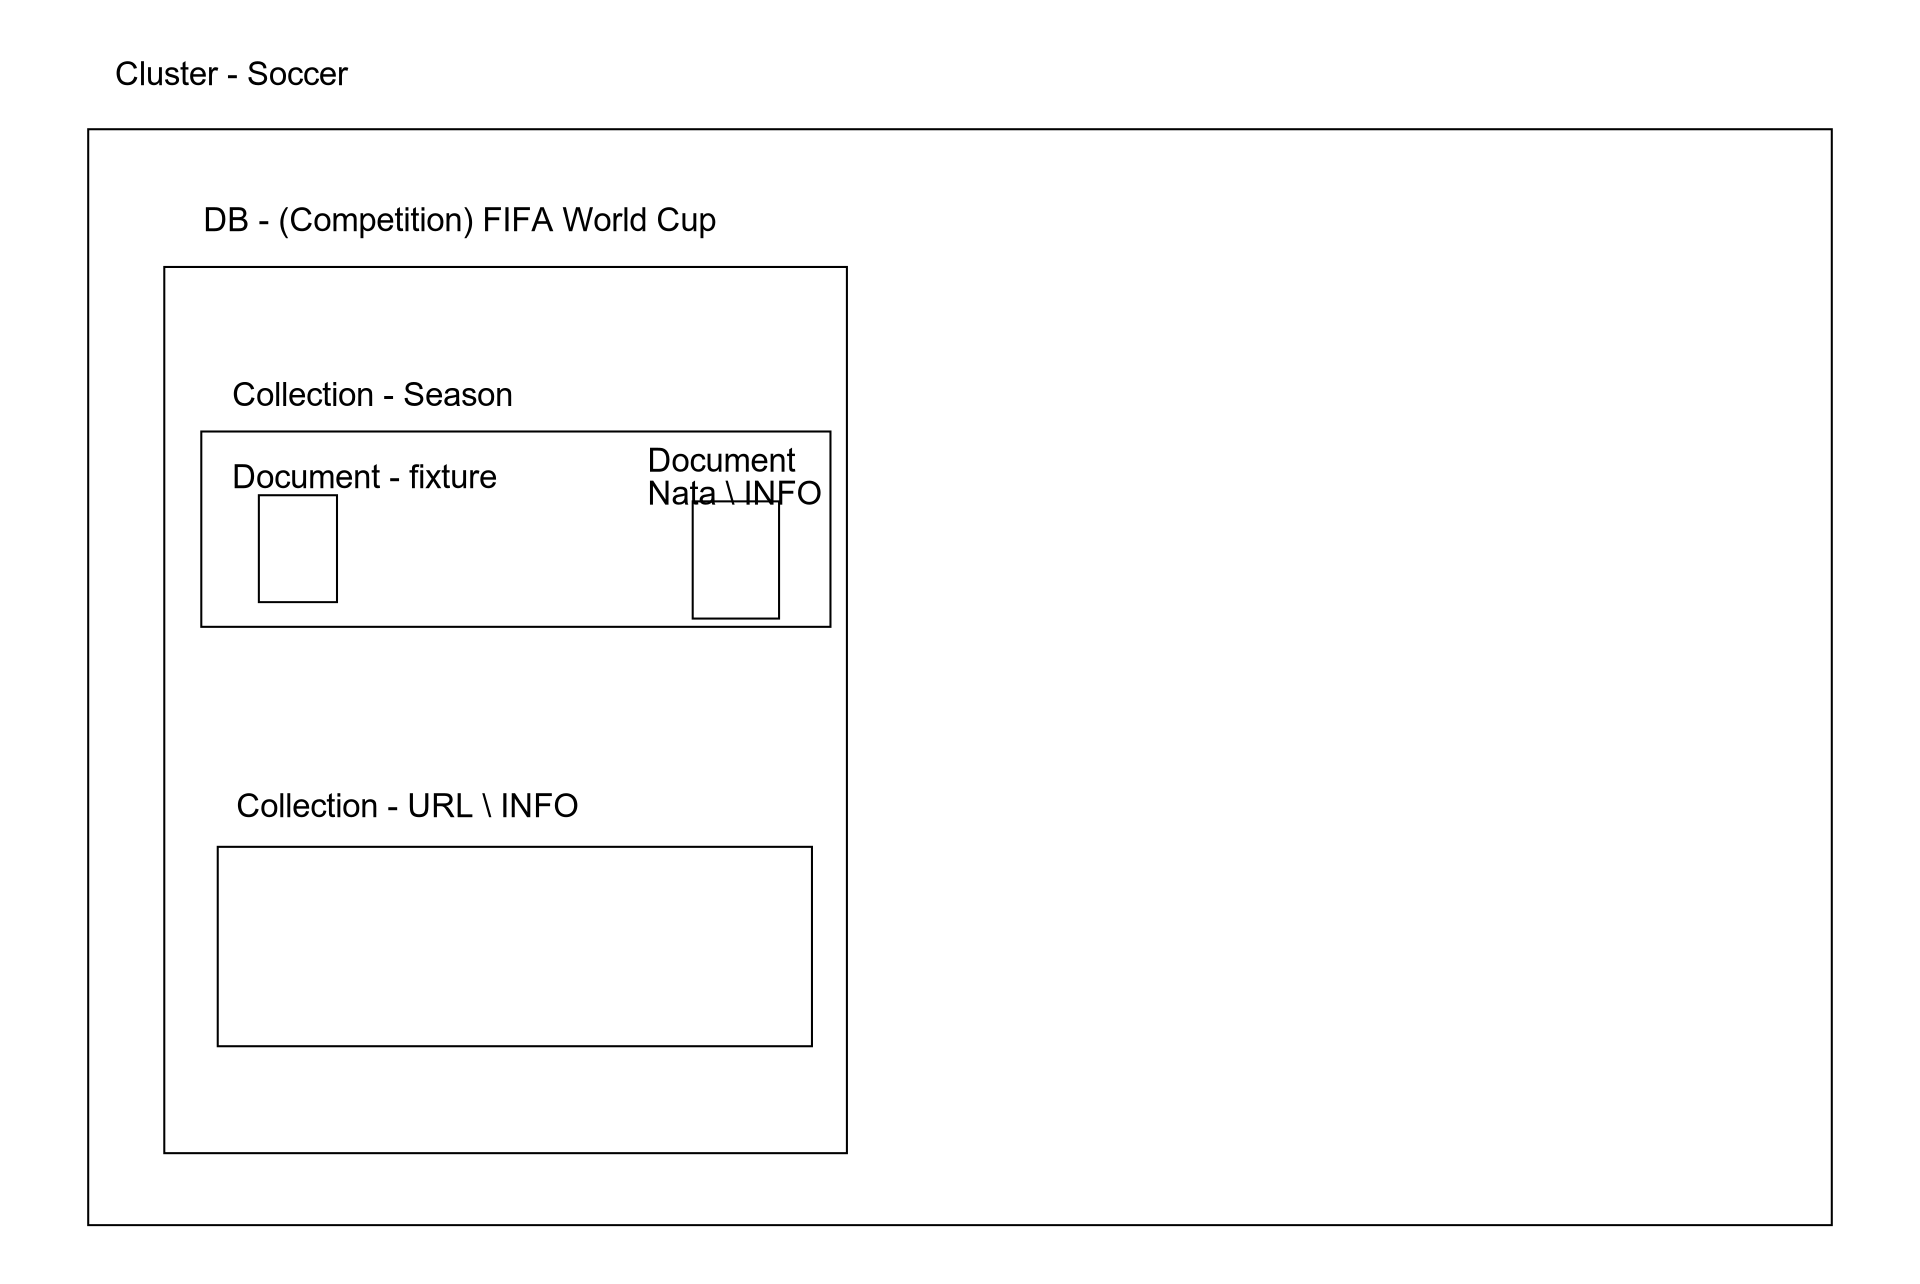 Cluster - Soccer
DB - (Competition) FIFA World Cup
Collection - Season
Document - fixture
Document
Nata \ INFO
Collection - URL \ INFO